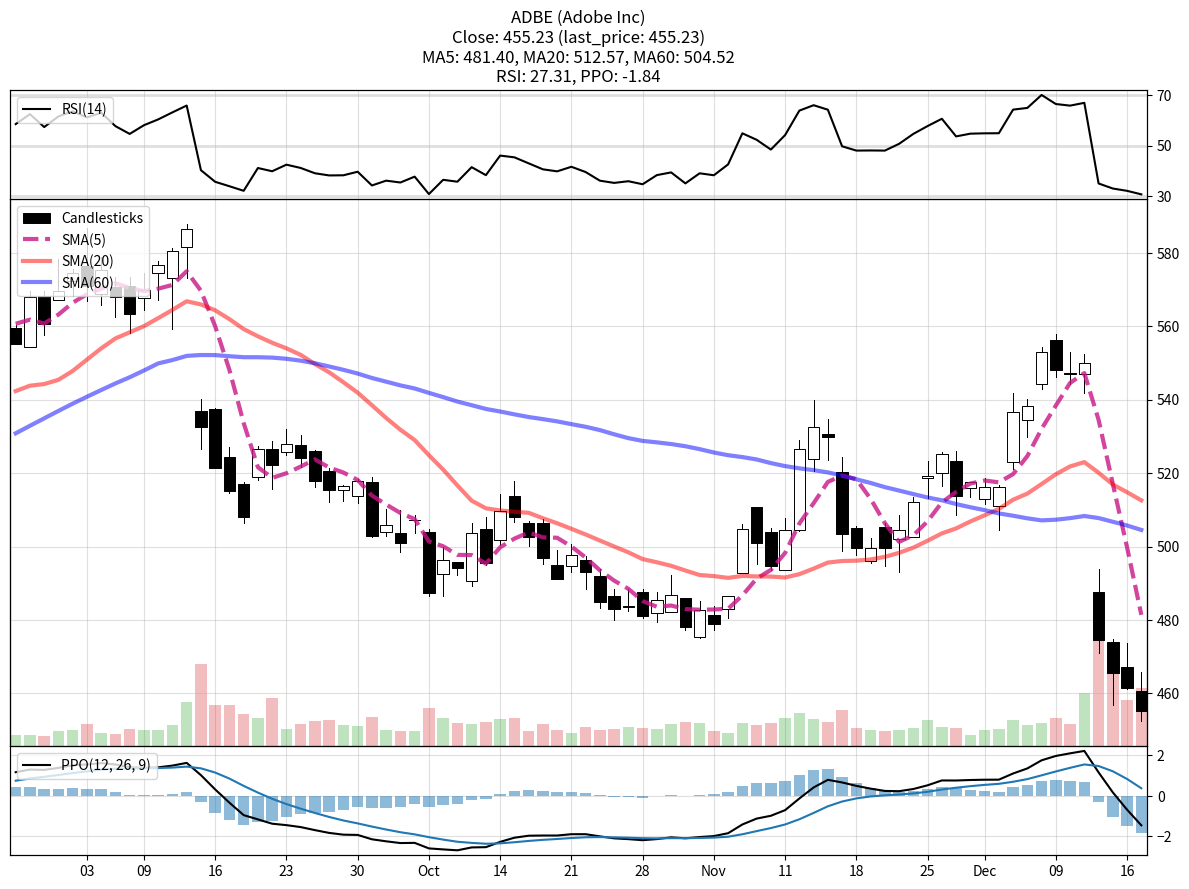 ADBE (Adobe Inc)
Close: 455.23 (last_price: 455.23)
MA5: 481.40, MA20: 512.57, MA60: 504.52
RSI: 27.31, PPO: -1.84
RSI(14)
70
50
30
Candlesticks
SMA(5)
SMA(20)
SMA(60)
580
560
540
520
500
480
460
PPO(12, 26, 9)
2
0
−2
03 09 16 23 30 Oct 14 21 28 Nov 11 18 25 Dec 09 16